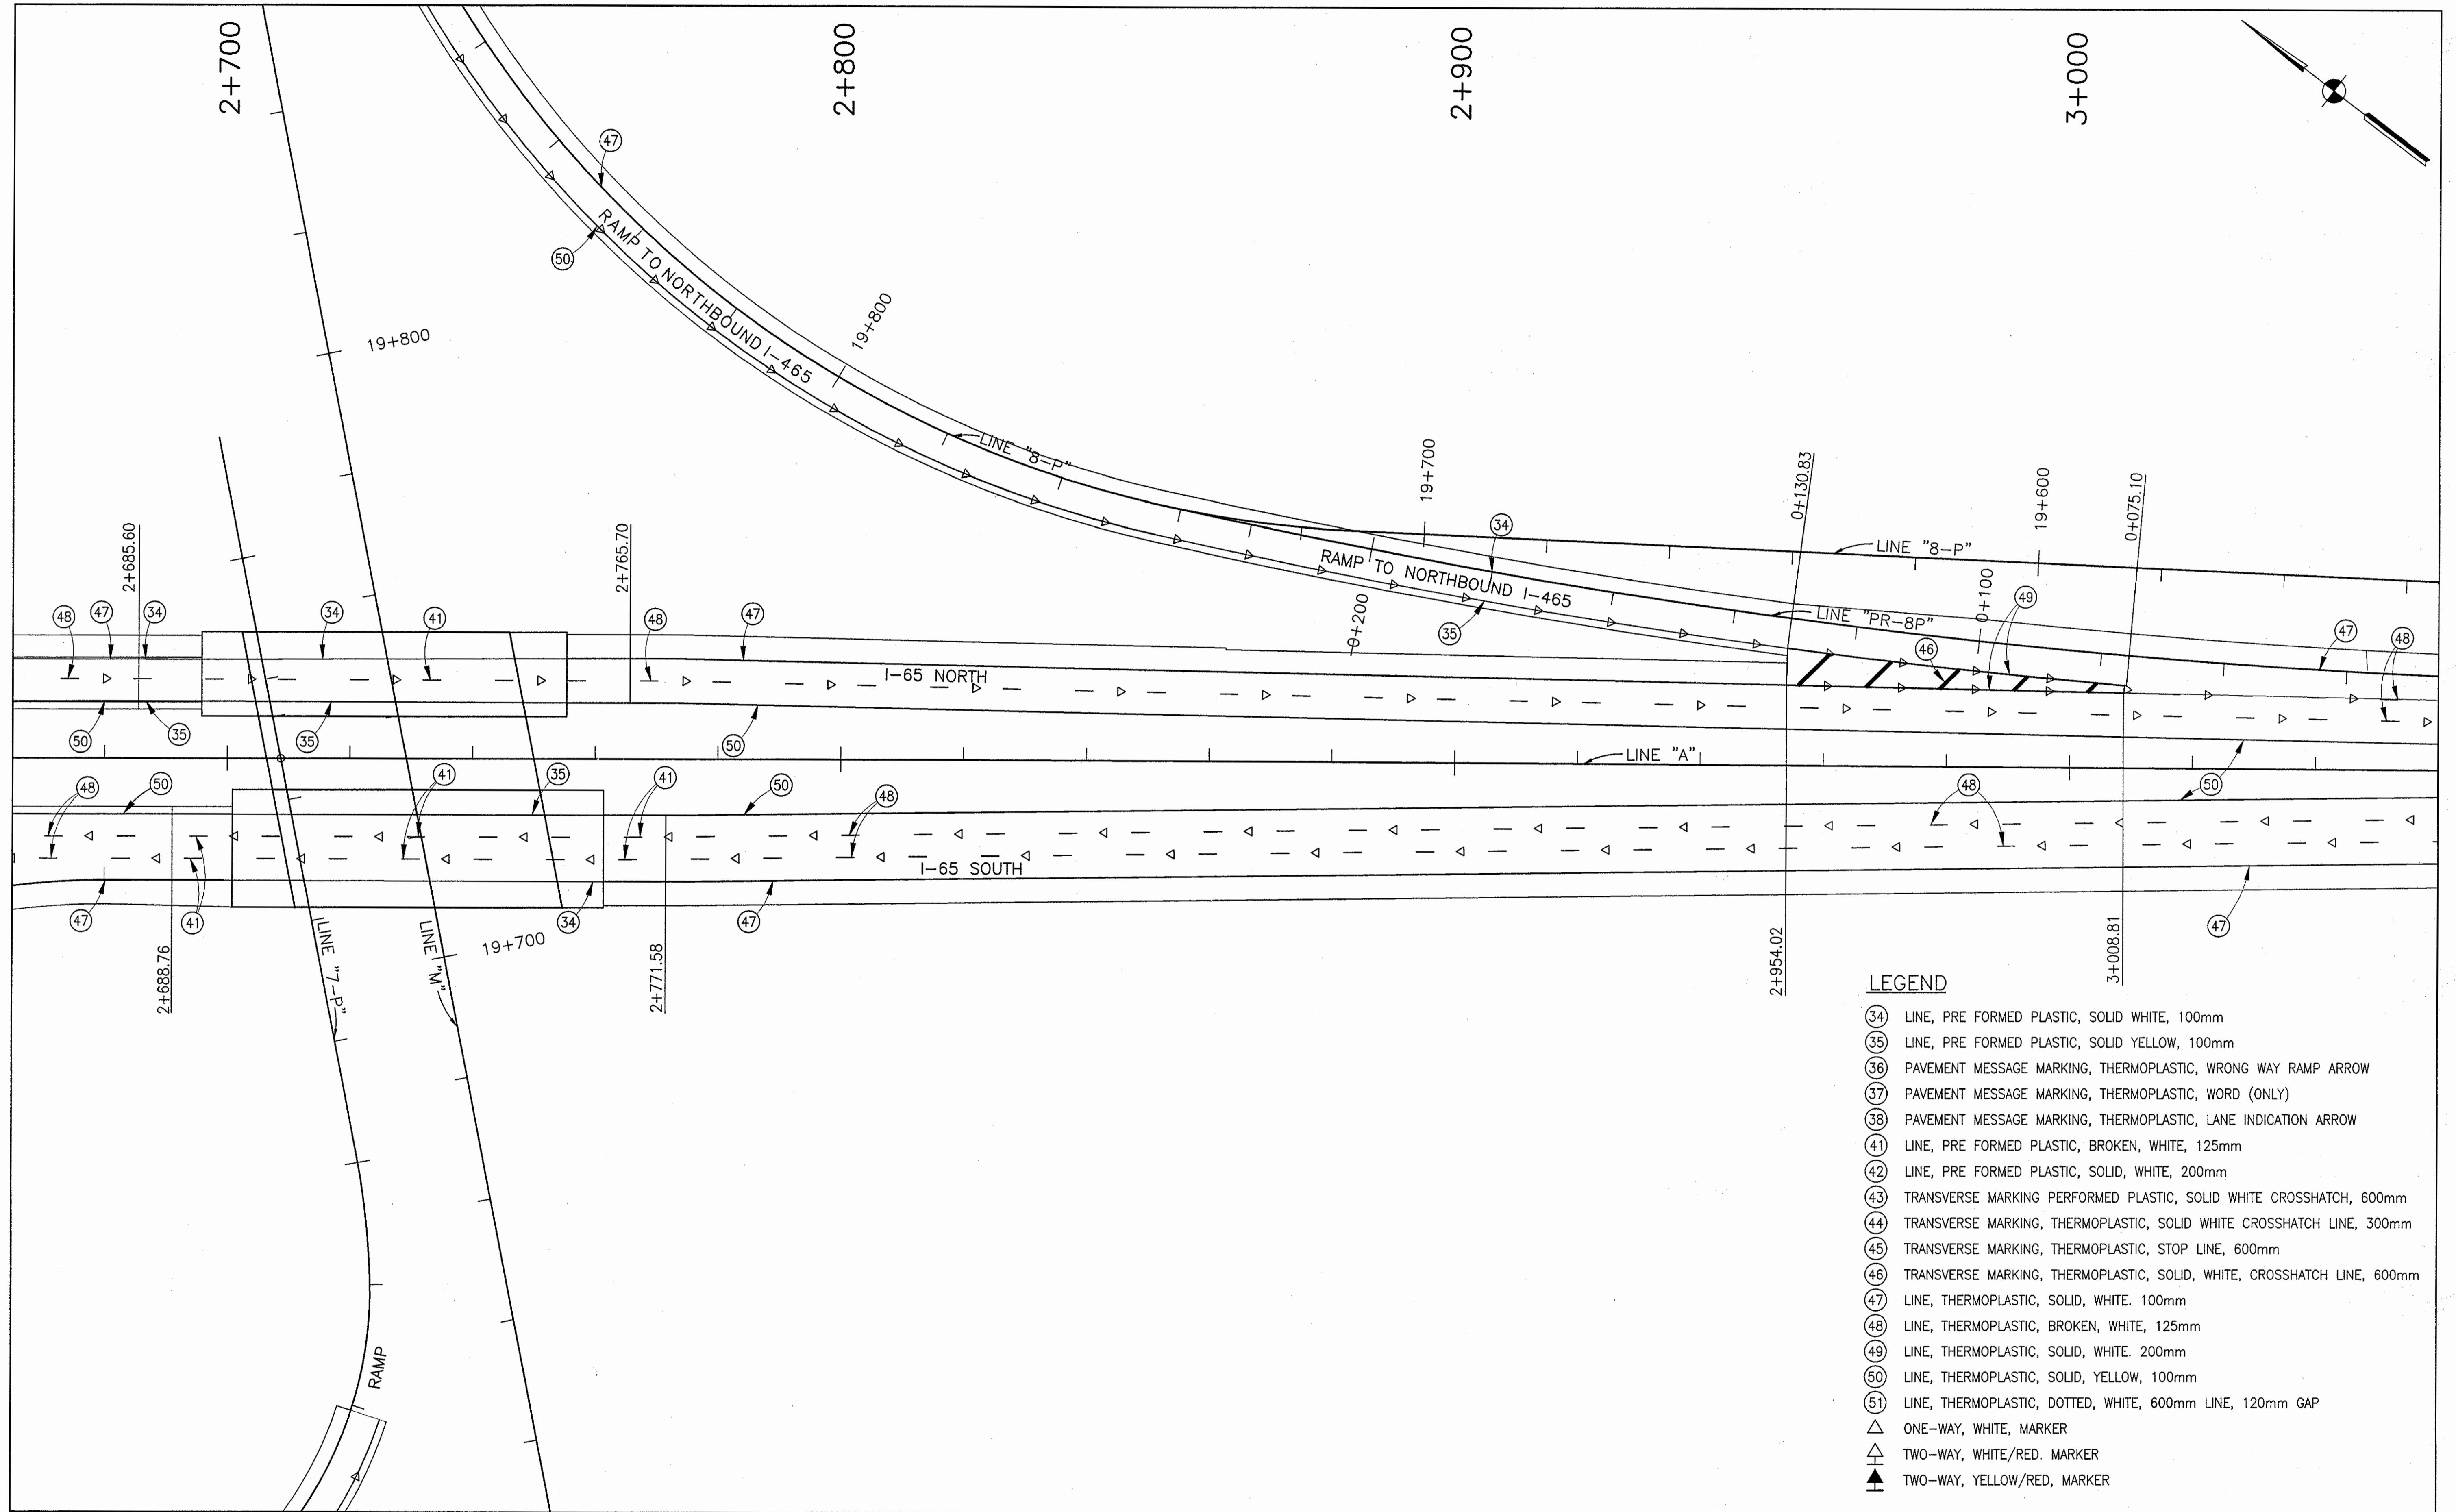 2+700
2+800
2+900
3+000
47
50
RAMP TO NORTHBOUND I-465
19+800
19+800
LINE "8-P"
19+700
34
0+130.83
19+600
0+075.10
LINE "8-P"
RAMP TO NORTHBOUND I-465
35
0+200
LINE "PR-8P"
0+100
49
46
47
48
2+685.60
2+765.70
48
47
34
34
41
48
47
I-65 NORTH
50
35
35
50
LINE "A"
50
48
50
41
35
41
50
48
48
I-65 SOUTH
47
41
34
47
47
2+688.76
LINE "7-P"
LINE "M"
19+700
2+771.58
2+954.02
3+008.81
RAMP
LEGEND
34 LINE, PRE FORMED PLASTIC, SOLID WHITE, 100mm
35 LINE, PRE FORMED PLASTIC, SOLID YELLOW, 100mm
36 PAVEMENT MESSAGE MARKING, THERMOPLASTIC, WRONG WAY RAMP ARROW
37 PAVEMENT MESSAGE MARKING, THERMOPLASTIC, WORD (ONLY)
38 PAVEMENT MESSAGE MARKING, THERMOPLASTIC, LANE INDICATION ARROW
41 LINE, PRE FORMED PLASTIC, BROKEN, WHITE, 125mm
42 LINE, PRE FORMED PLASTIC, SOLID, WHITE, 200mm
43 TRANSVERSE MARKING PERFORMED PLASTIC, SOLID WHITE CROSSHATCH, 600mm
44 TRANSVERSE MARKING, THERMOPLASTIC, SOLID WHITE CROSSHATCH LINE, 300mm
45 TRANSVERSE MARKING, THERMOPLASTIC, STOP LINE, 600mm
46 TRANSVERSE MARKING, THERMOPLASTIC, SOLID, WHITE, CROSSHATCH LINE, 600mm
47 LINE, THERMOPLASTIC, SOLID, WHITE. 100mm
48 LINE, THERMOPLASTIC, BROKEN, WHITE, 125mm
49 LINE, THERMOPLASTIC, SOLID, WHITE. 200mm
50 LINE, THERMOPLASTIC, SOLID, YELLOW, 100mm
51 LINE, THERMOPLASTIC, DOTTED, WHITE, 600mm LINE, 120mm GAP
ONE-WAY, WHITE, MARKER
TWO-WAY, WHITE/RED. MARKER
TWO-WAY, YELLOW/RED, MARKER